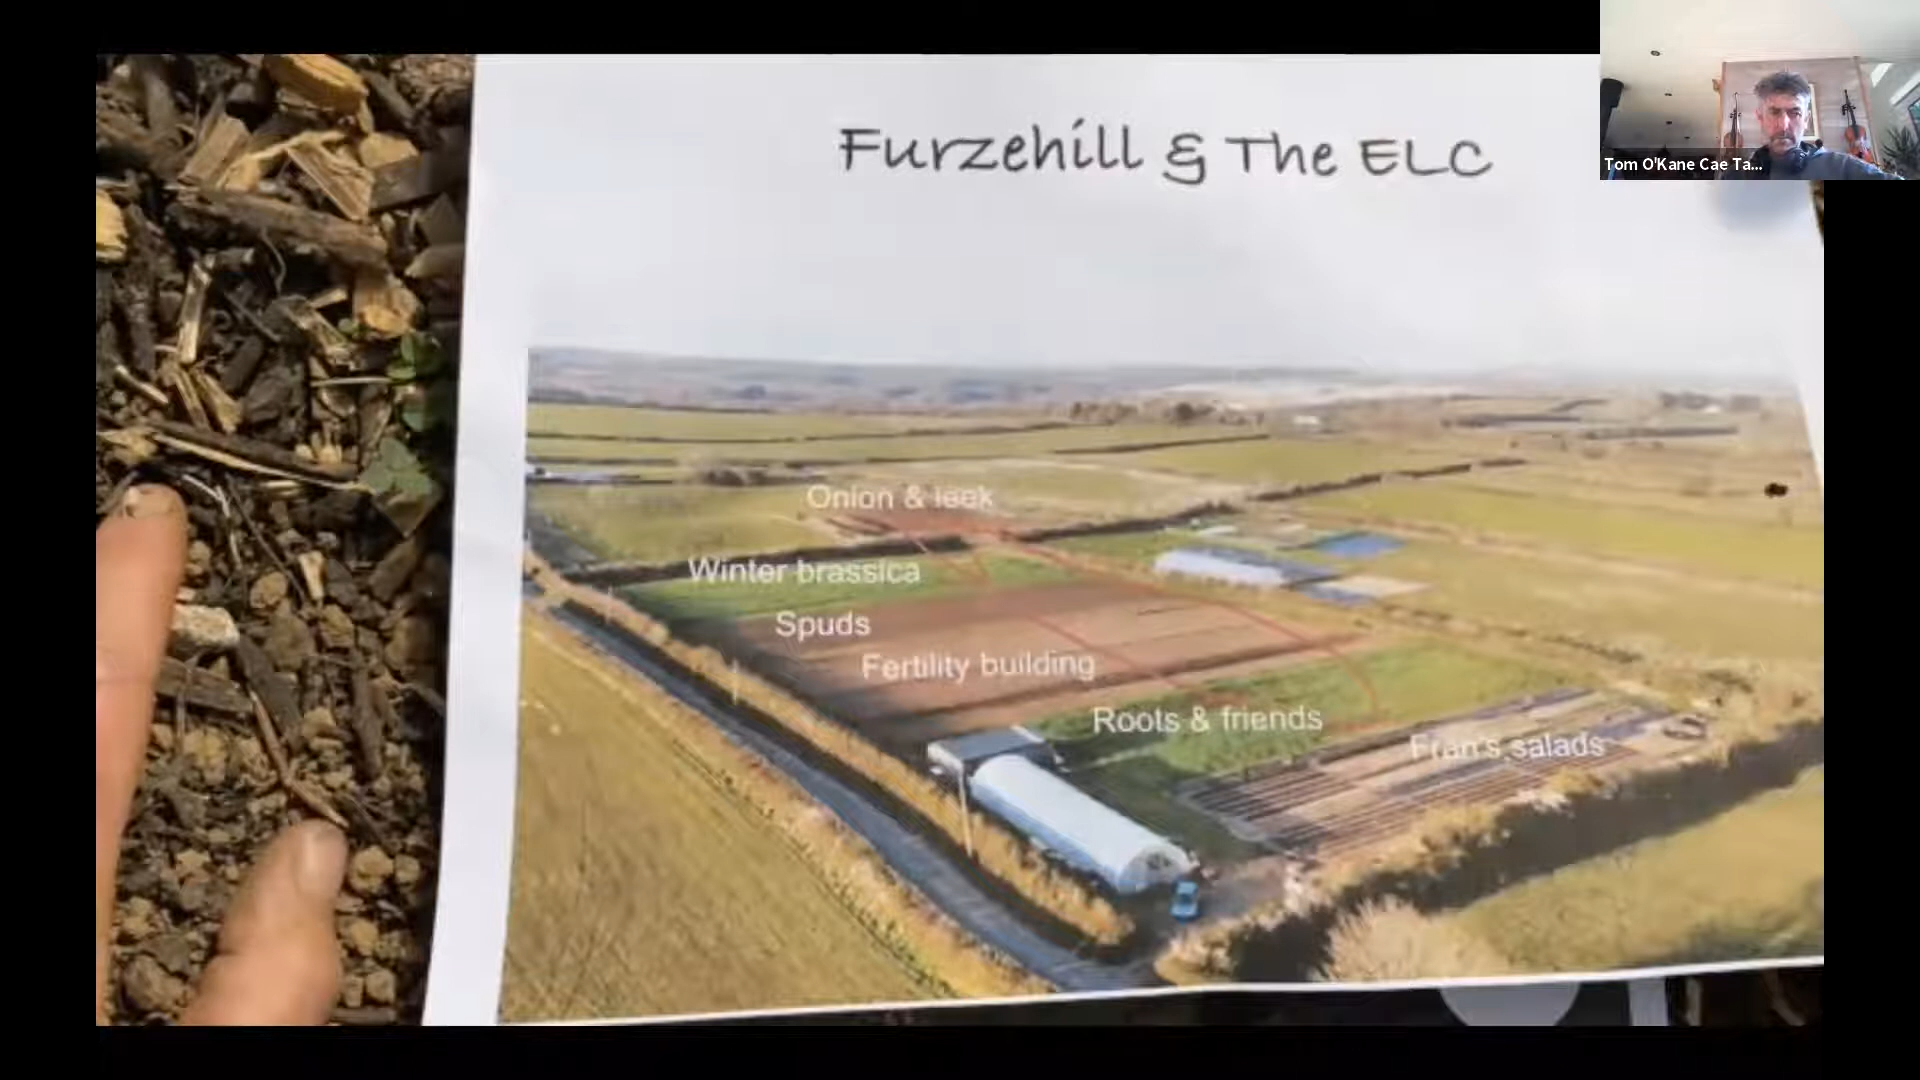 Furzehill & The ELC
Tom O'Kane Cae Ta...
Onion & leek
Winter brassica
Spuds
Fertility building
Roots & friends
Fran's salads